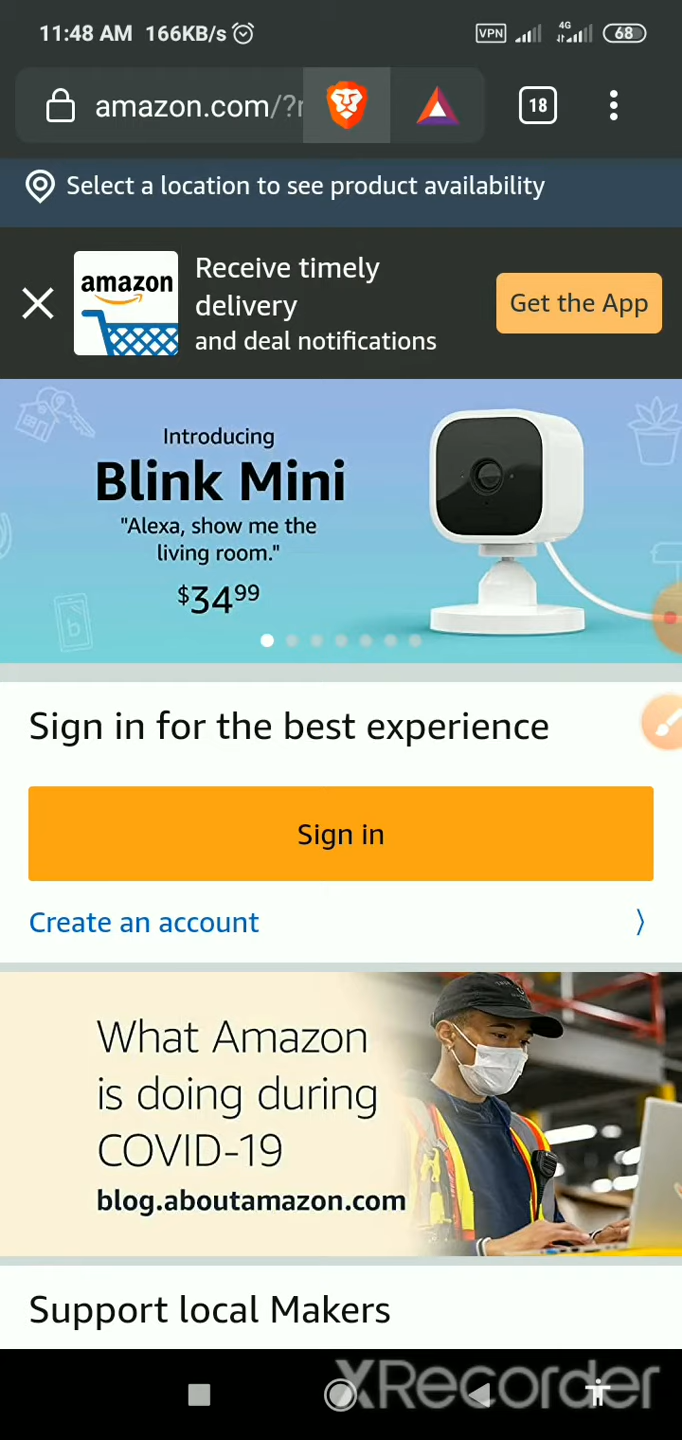 11:48 AM 166KB/s VPN 4G 68
amazon.com/?r 18
Select a location to see product availability
amazon
Receive timely
delivery
and deal notifications
Get the App
Introducing
Blink Mini
"Alexa, show me the
living room."
$34 99
b
Sign in for the best experience
Sign in
Create an account
What Amazon
is doing during
COVID-19
blog.aboutamazon.com
Support local Makers
XRecorder